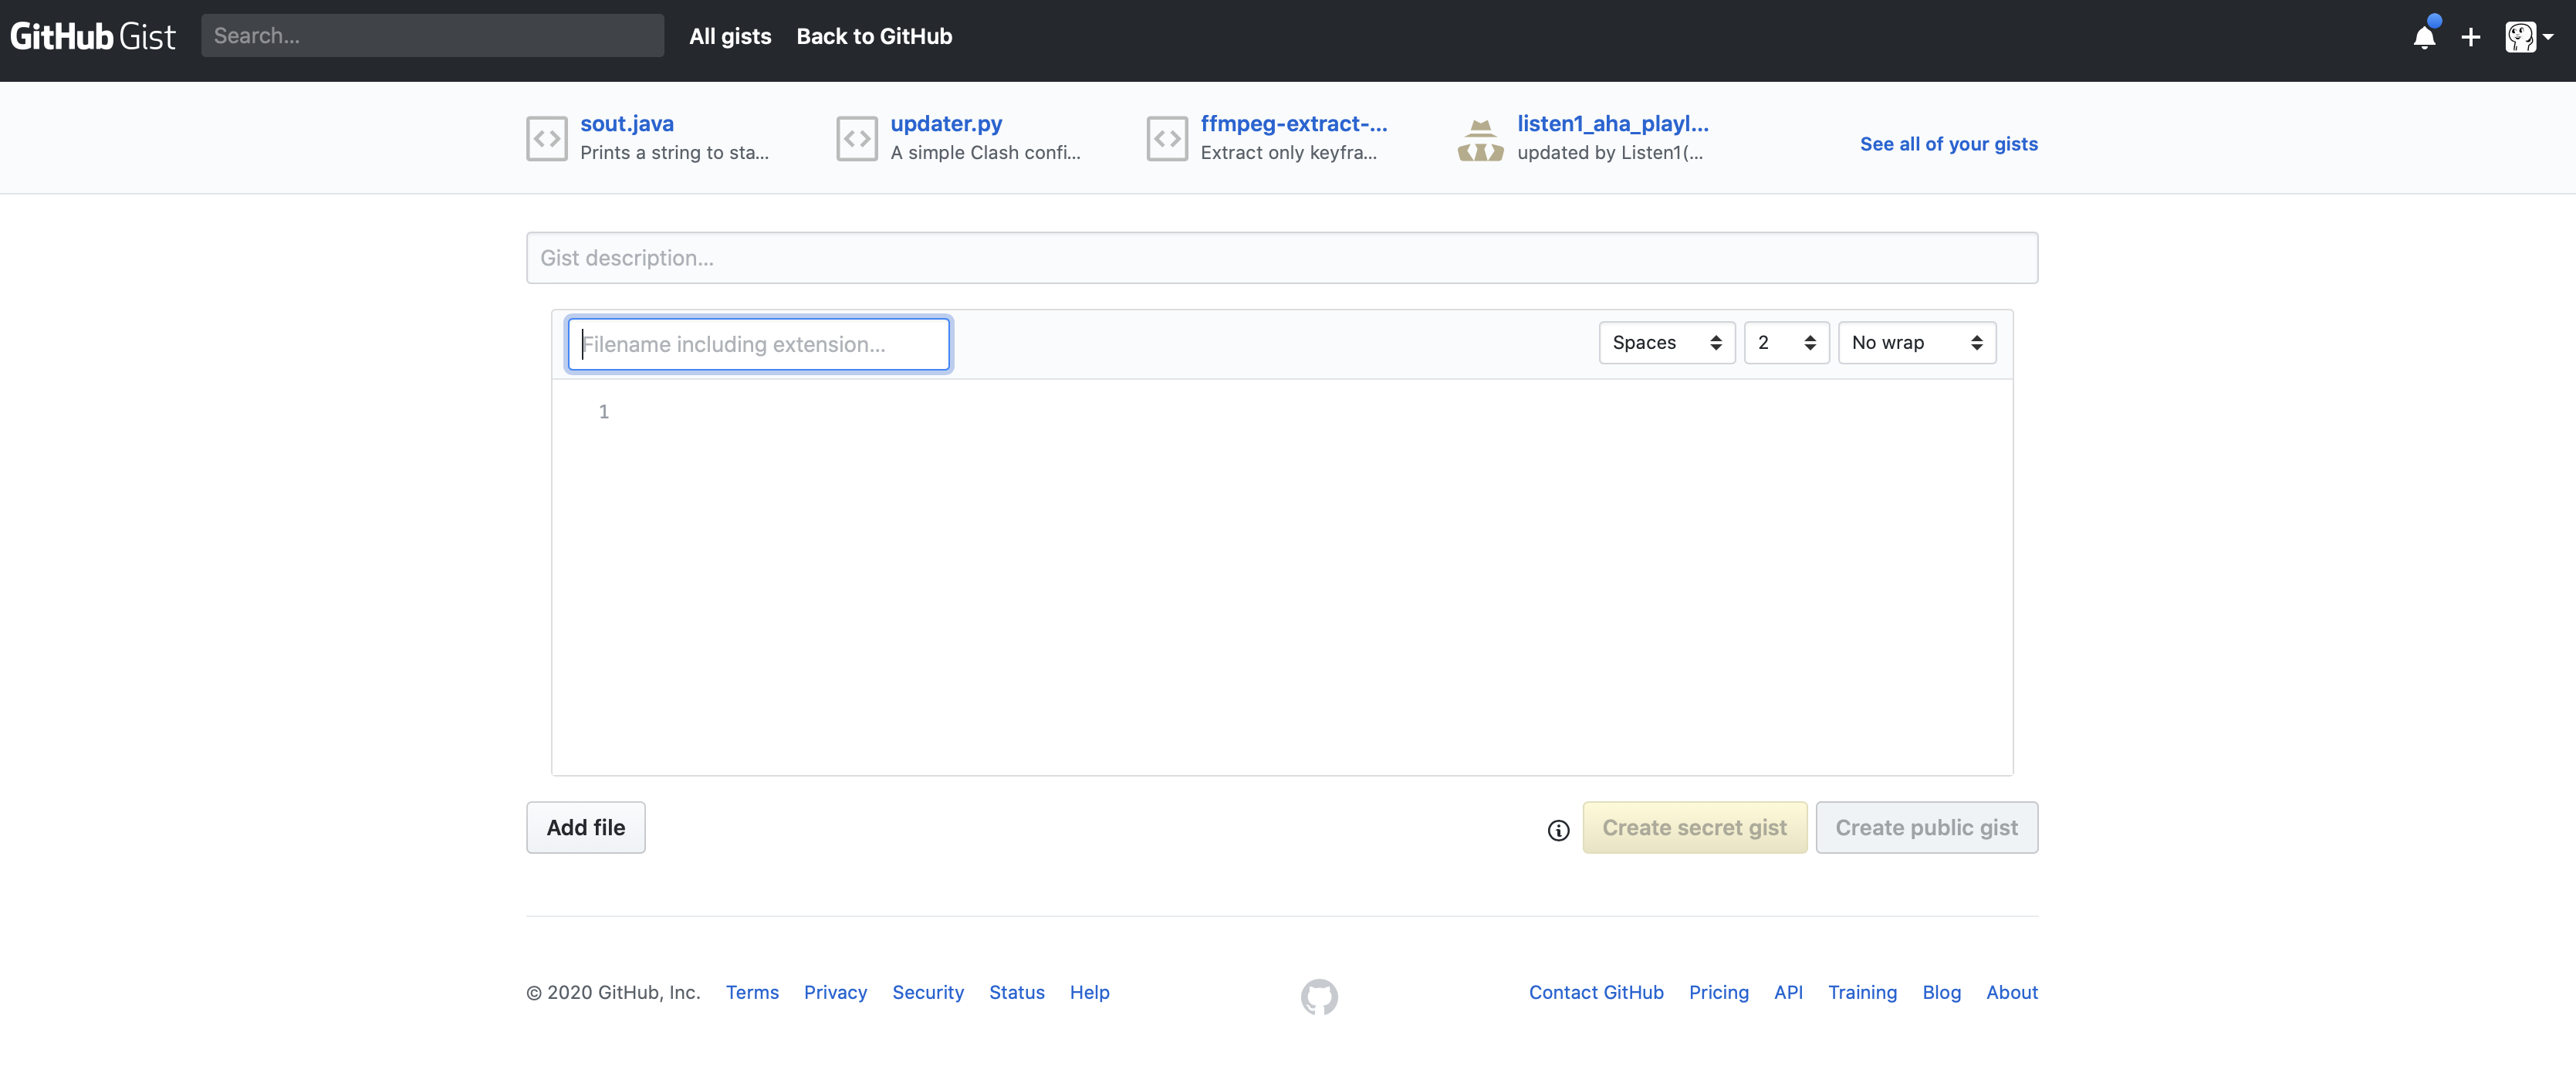 GitHub Gist Search... All gists Back to GitHub
sout.java
Prints a string to sta...
updater.py
A simple Clash confi...
ffmpeg-extract-...
Extract only keyfra...
listen1_aha_playl...
updated by Listen1(...
See all of your gists
Gist description...
Filename including extension... Spaces 2 No wrap
1
Add file Create secret gist Create public gist
© 2020 GitHub, Inc. Terms Privacy Security Status Help Contact GitHub Pricing API Training Blog About